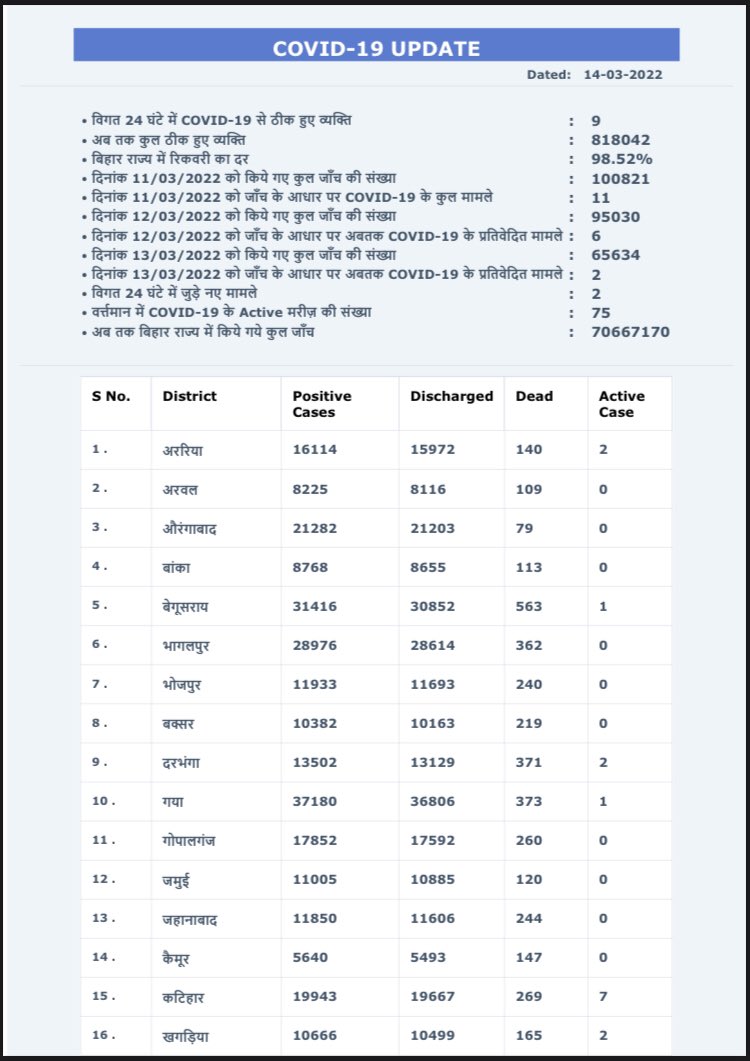 COVID-19 UPDATE
Dated: 14-03-2022
• विगत 24 घंटे में COVID-19 से ठीक हुए व्यक्ति : 9
• अब तक कुल ठीक हुए व्यक्ति : 818042
• बिहार राज्य में रिकवरी का दर : 98.52%
• दिनांक 11/03/2022 को किये गए कुल जाँच की संख्या : 100821
• दिनांक 11/03/2022 को जाँच के आधार पर COVID-19 के कुल मामले : 11
• दिनांक 12/03/2022 को किये गए कुल जाँच की संख्या : 95030
• दिनांक 12/03/2022 को जाँच के आधार पर अबतक COVID-19 के प्रतिवेदित मामले : 6
• दिनांक 13/03/2022 को किये गए कुल जाँच की संख्या : 65634
• दिनांक 13/03/2022 को जाँच के आधार पर अबतक COVID-19 के प्रतिवेदित मामले : 2
• विगत 24 घंटे में जुड़े नए मामले : 2
• वर्त्तमान में COVID-19 के Active मरीज़ की संख्या : 75
• अब तक बिहार राज्य में किये गये कुल जाँच : 70667170
S No. District Positive Cases Discharged Dead Active Case
1 . अररिया 16114 15972 140 2
2 . अरवल 8225 8116 109 0
3 . औरंगाबाद 21282 21203 79 0
4 . बांका 8768 8655 113 0
5 . बेगूसराय 31416 30852 563 1
6 . भागलपुर 28976 28614 362 0
7 . भोजपुर 11933 11693 240 0
8 . बक्सर 10382 10163 219 0
9 . दरभंगा 13502 13129 371 2
10 . गया 37180 36806 373 1
11 . गोपालगंज 17852 17592 260 0
12 . जमुई 11005 10885 120 0
13 . जहानाबाद 11850 11606 244 0
14 . कैमूर 5640 5493 147 0
15 . कटिहार 19943 19667 269 7
16 . खगड़िया 10666 10499 165 2